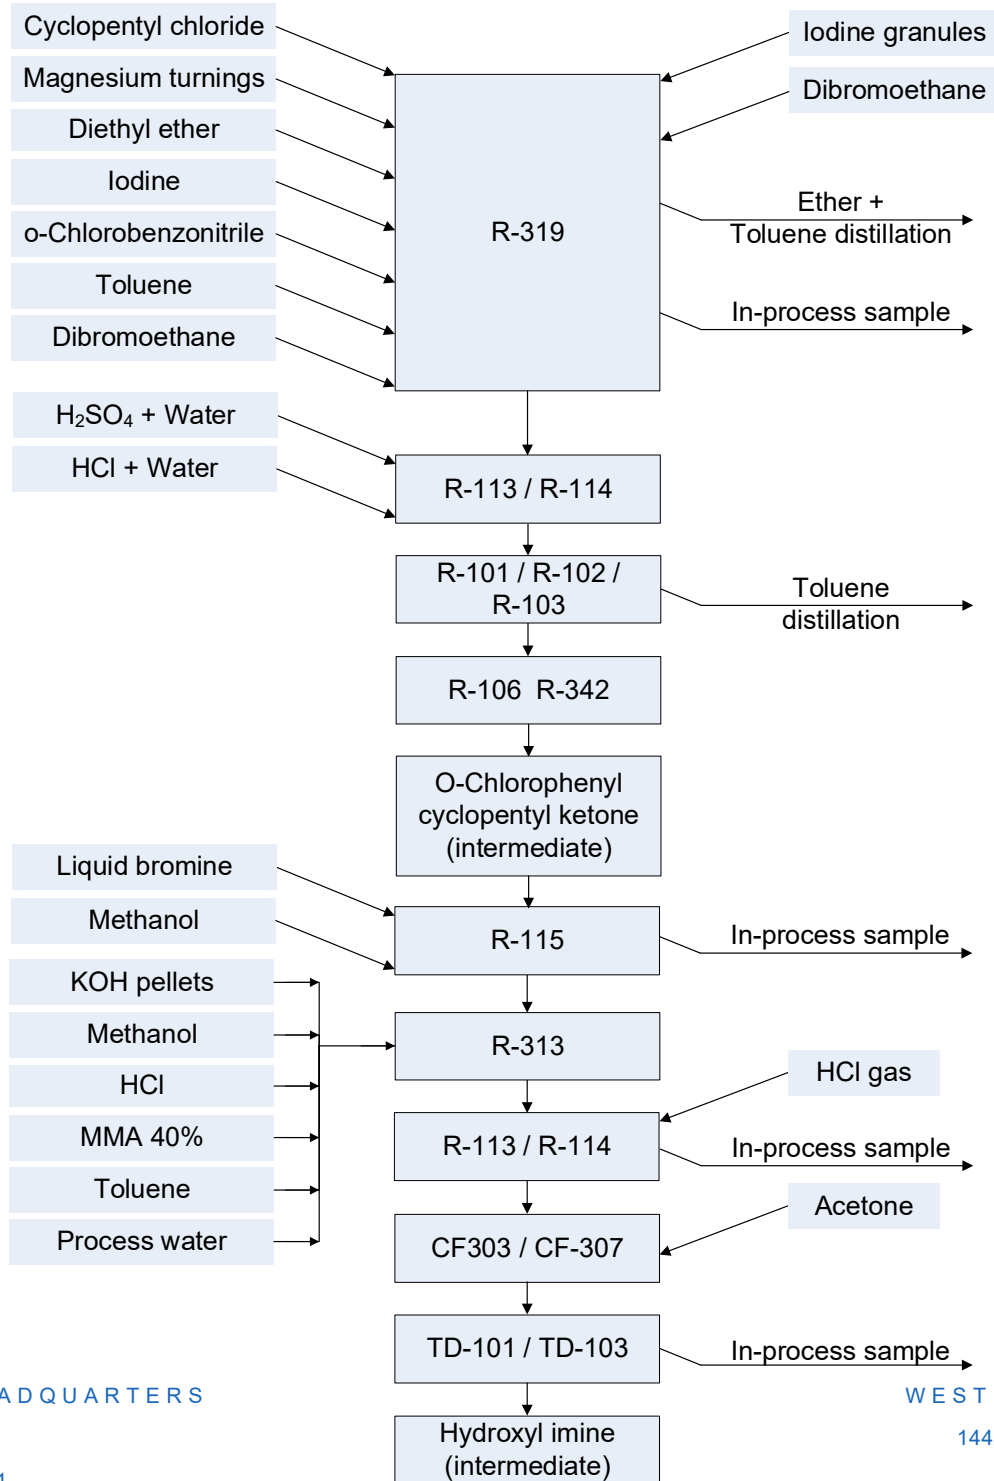 Cyclopentyl chloride
Magnesium turnings
Diethyl ether
Iodine
o-Chlorobenzonitrile
Toluene
Dibromoethane
Iodine granules
Dibromoethane
R-319
Ether +
Toluene distillation
In-process sample
H₂SO₄ + Water
HCl + Water
R-113 / R-114
R-101 / R-102 /
R-103
Toluene
distillation
R-106 R-342
O-Chlorophenyl
cyclopentyl ketone
(intermediate)
Liquid bromine
Methanol
R-115
In-process sample
KOH pellets
Methanol
HCl
MMA 40%
Toluene
Process water
R-313
HCl gas
R-113 / R-114
In-process sample
Acetone
CF303 / CF-307
TD-101 / TD-103
In-process sample
Hydroxyl imine
(intermediate)
ADQUARTERS
WEST
144